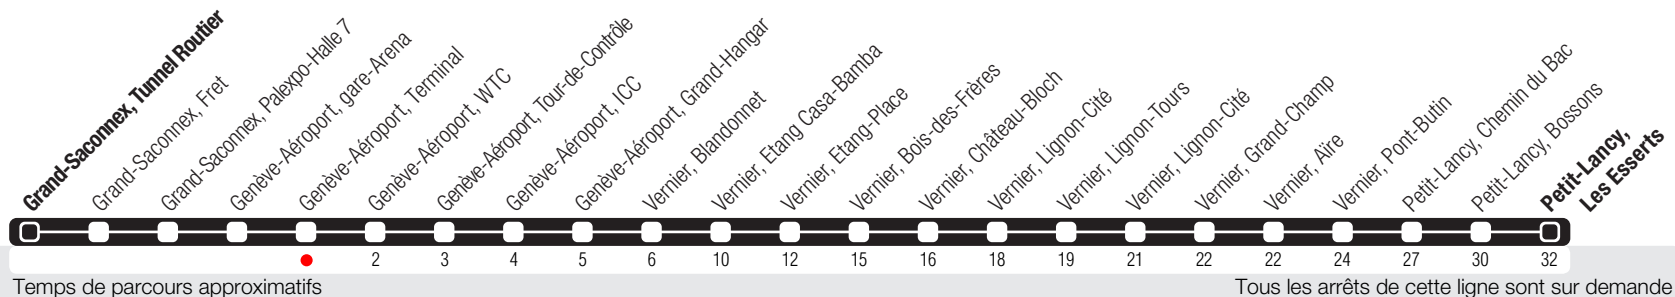 Grand-Saconnex, Tunnel Routier
Grand-Saconnex, Fret
Grand-Saconnex, Palexpo-Halle 7
Genève-Aéroport, gare-Arena
Genève-Aéroport, Terminal
Genève-Aéroport, WTC
Genève-Aéroport, Tour-de-Contrôle
Genève-Aéroport, ICC
Genève-Aéroport, Grand-Hangar
Vernier, Blandonnet
Vernier, Etang Casa-Bamba
Vernier, Etang-Place
Vernier, Bois-des-Frères
Vernier, Château-Bloch
Vernier, Lignon-Cité
Vernier, Lignon-Tours
Vernier, Lignon-Cité
Vernier, Grand-Champ
Vernier, Aïre
Vernier, Pont-Butin
Petit-Lancy, Chemin du Bac
Petit-Lancy, Bossons
Petit-Lancy,
Les Esserts
2 3 4 5 6 10 12 15 16 18 19 21 22 22 24 27 30 32
Temps de parcours approximatifs
Tous les arrêts de cette ligne sont sur demande